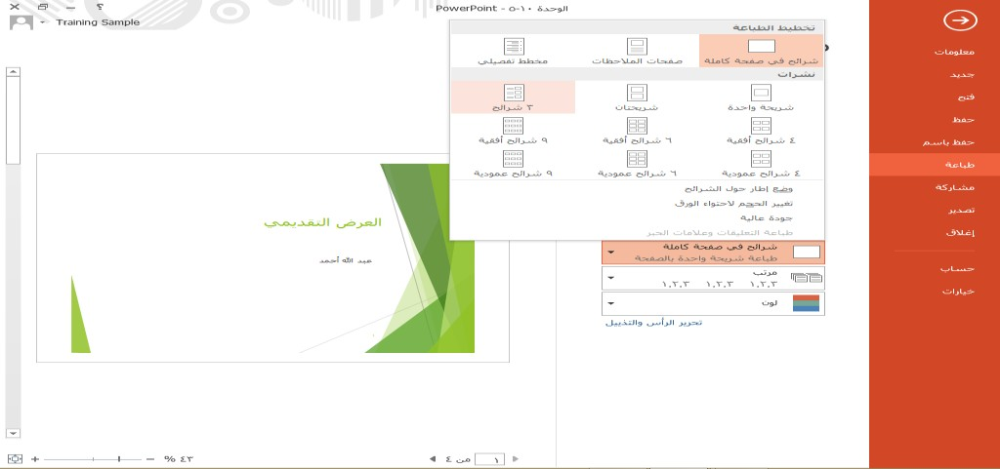 الوحدة ١٠-٥ - PowerPoint
Training Sample
معلومات
جديد
فتح
حفظ
حفظ باسم
طباعة
مشاركة
تصدير
إغلاق
حساب
خيارات
تخطيط الطباعة
شرائح في صفحة كاملة
صفحات الملاحظات
مخطط تفصيلي
نشرات
شريحة واحدة
شريحتان
٣ شرائح
٤ شرائح أفقية
٦ شرائح أفقية
٩ شرائح أفقية
٤ شرائح عمودية
٦ شرائح عمودية
٩ شرائح عمودية
وضع إطار حول الشرائح
تغيير الحجم لاحتواء الورق
جودة عالية
طباعة التعليقات وعلامات الحبر
شرائح في صفحة كاملة
طباعة شريحة واحدة بالصفحة
مرتب
١,٢,٣ ١,٢,٣ ١,٢,٣
لون
تحرير الرأس والتذييل
العرض التقديمي
عبد الله أحمد
١ من ٤
٤٣ %